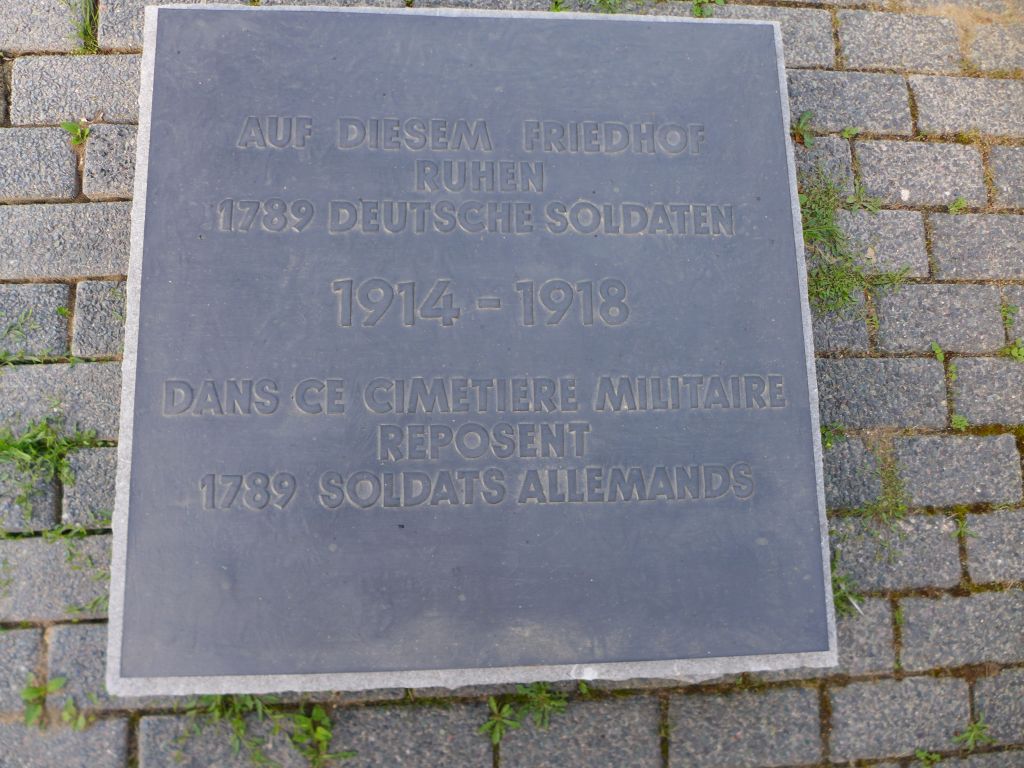 AUF DIESEM FRIEDHOF
RUHEN
1789 DEUTSCHE SOLDATEN
1914 - 1918
DANS CE CIMETIERE MILITAIRE
REPOSENT
1789 SOLDATS ALLEMANDS